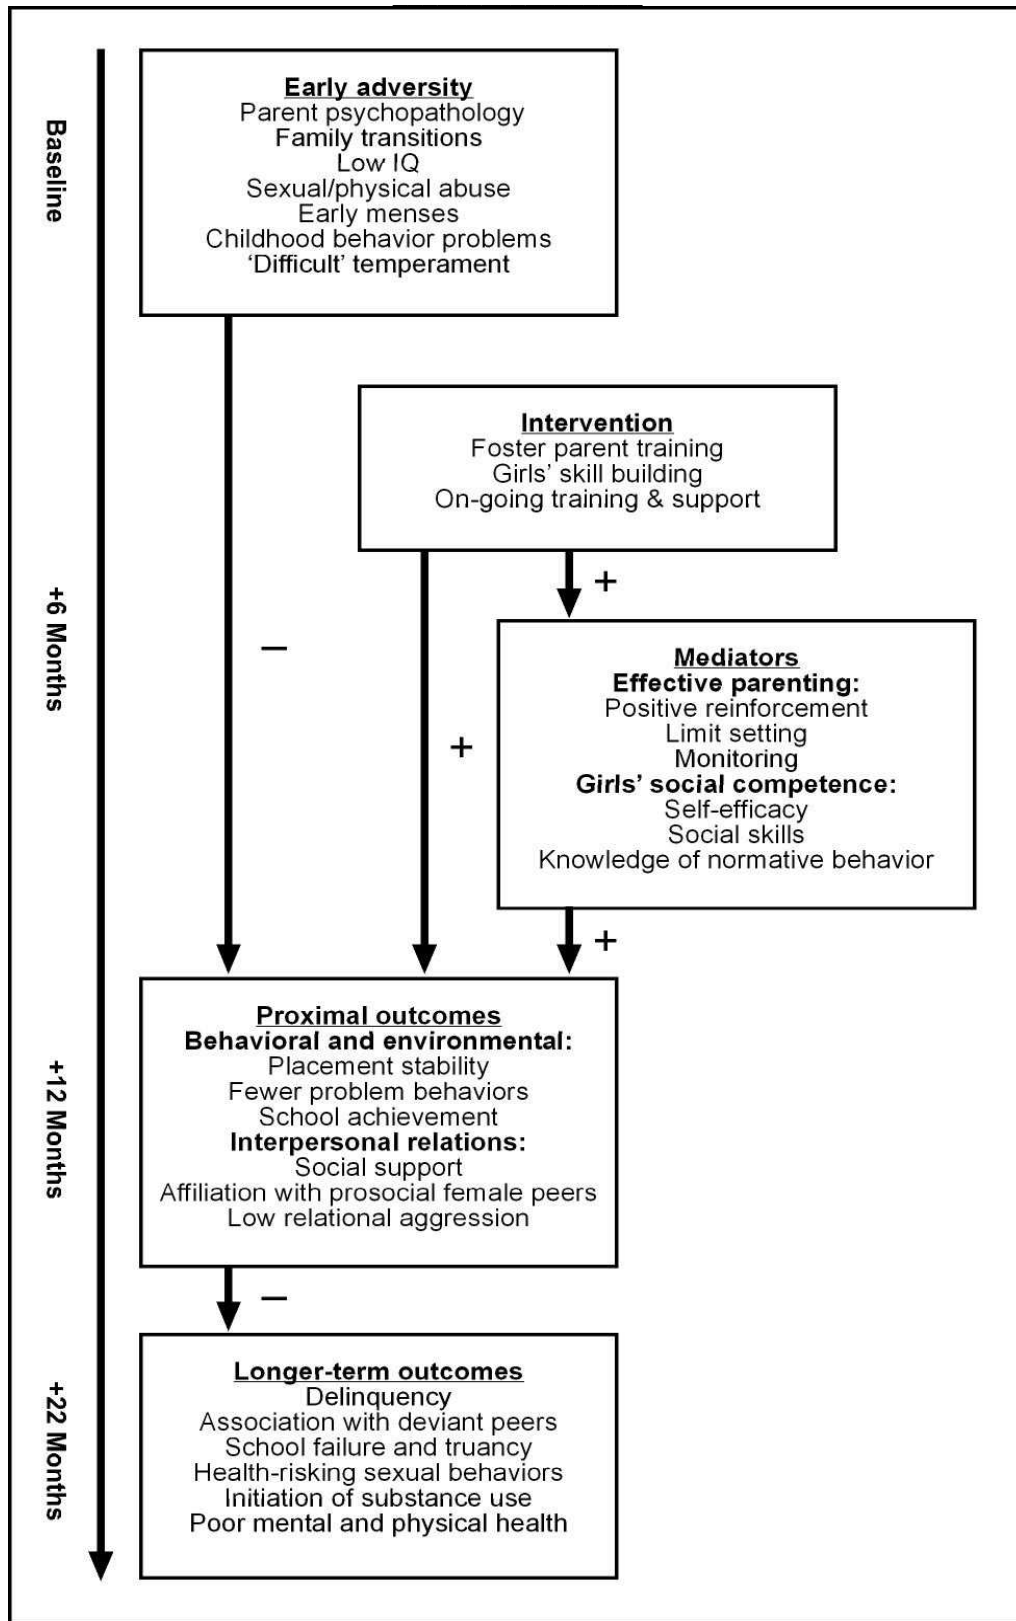 Baseline
Early adversity
Parent psychopathology
Family transitions
Low IQ
Sexual/physical abuse
Early menses
Childhood behavior problems
‘Difficult’ temperament
Intervention
Foster parent training
Girls’ skill building
On-going training & support
+
+6 Months
–
+
Mediators
Effective parenting:
Positive reinforcement
Limit setting
Monitoring
Girls’ social competence:
Self-efficacy
Social skills
Knowledge of normative behavior
+
+12 Months
Proximal outcomes
Behavioral and environmental:
Placement stability
Fewer problem behaviors
School achievement
Interpersonal relations:
Social support
Affiliation with prosocial female peers
Low relational aggression
–
+22 Months
Longer-term outcomes
Delinquency
Association with deviant peers
School failure and truancy
Health-risking sexual behaviors
Initiation of substance use
Poor mental and physical health